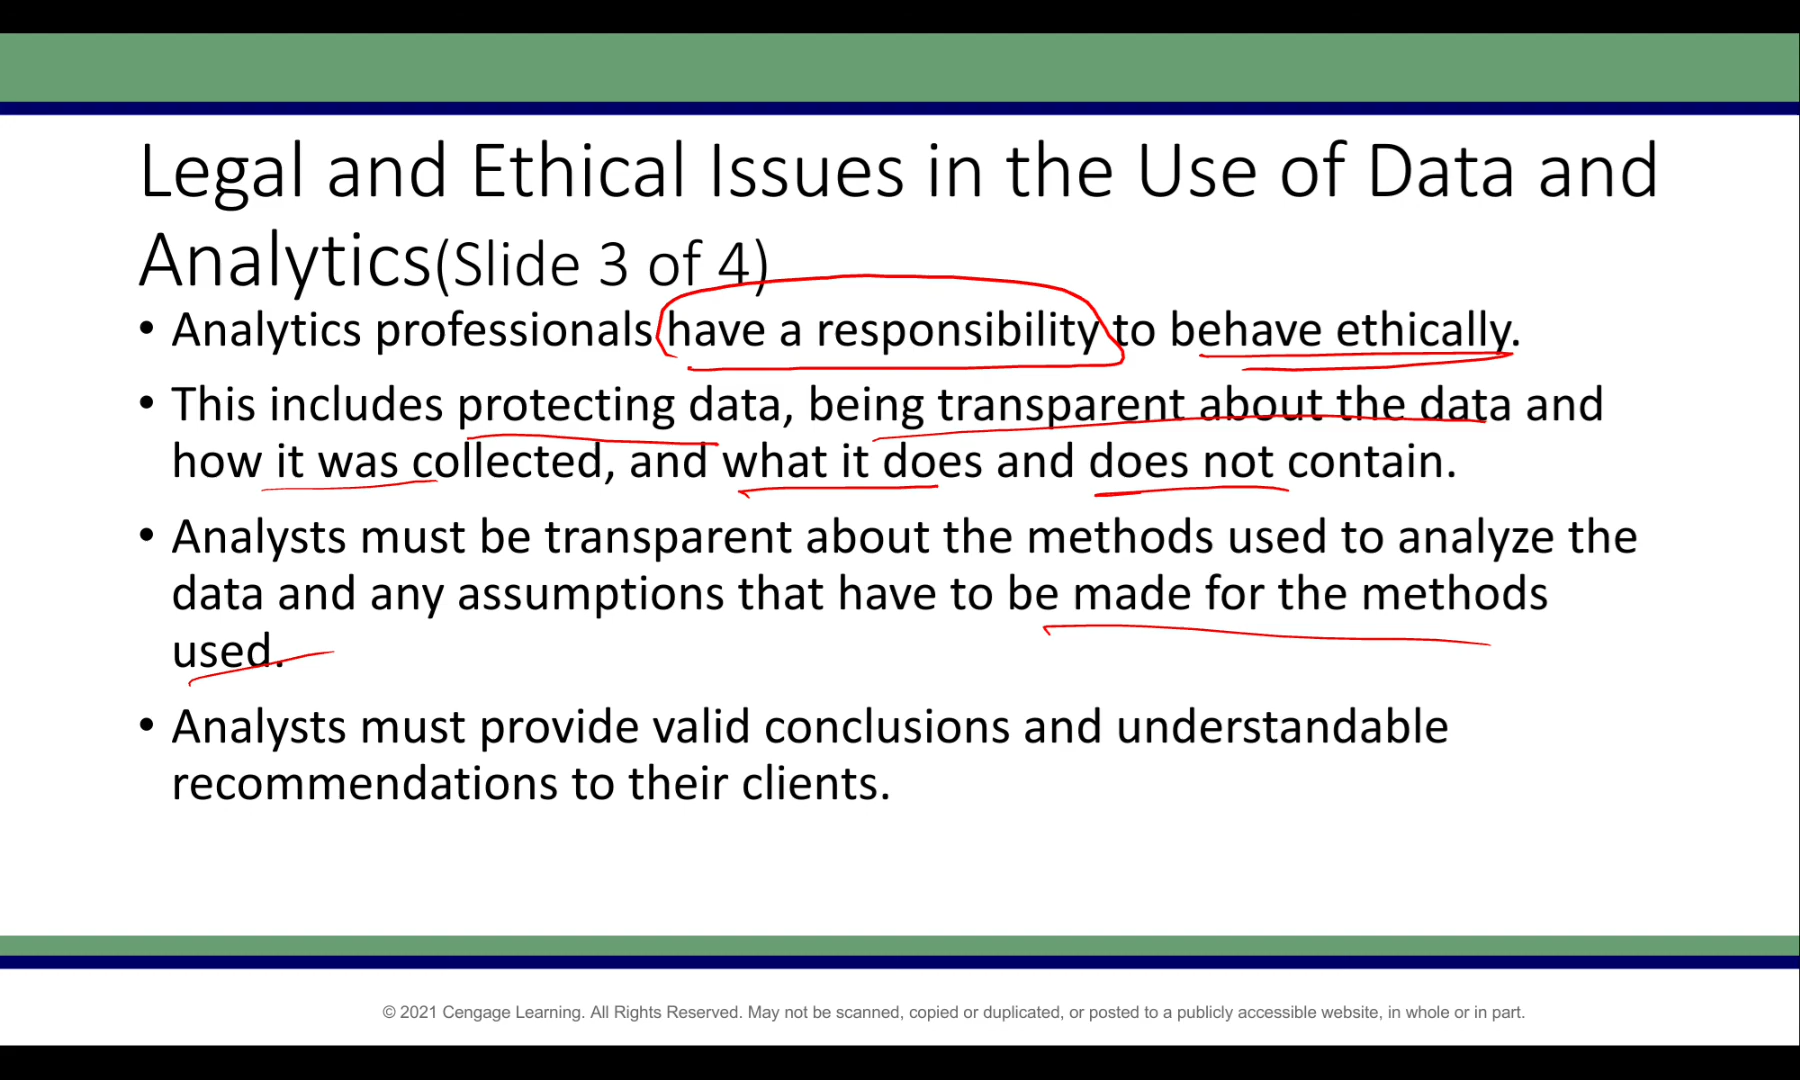 Legal and Ethical Issues in the Use of Data and
Analytics(Slide 3 of 4)
• Analytics professionals have a responsibility to behave ethically.
• This includes protecting data, being transparent about the data and
how it was collected, and what it does and does not contain.
• Analysts must be transparent about the methods used to analyze the
data and any assumptions that have to be made for the methods
used.
• Analysts must provide valid conclusions and understandable
recommendations to their clients.
© 2021 Cengage Learning. All Rights Reserved. May not be scanned, copied or duplicated, or posted to a publicly accessible website, in whole or in part.